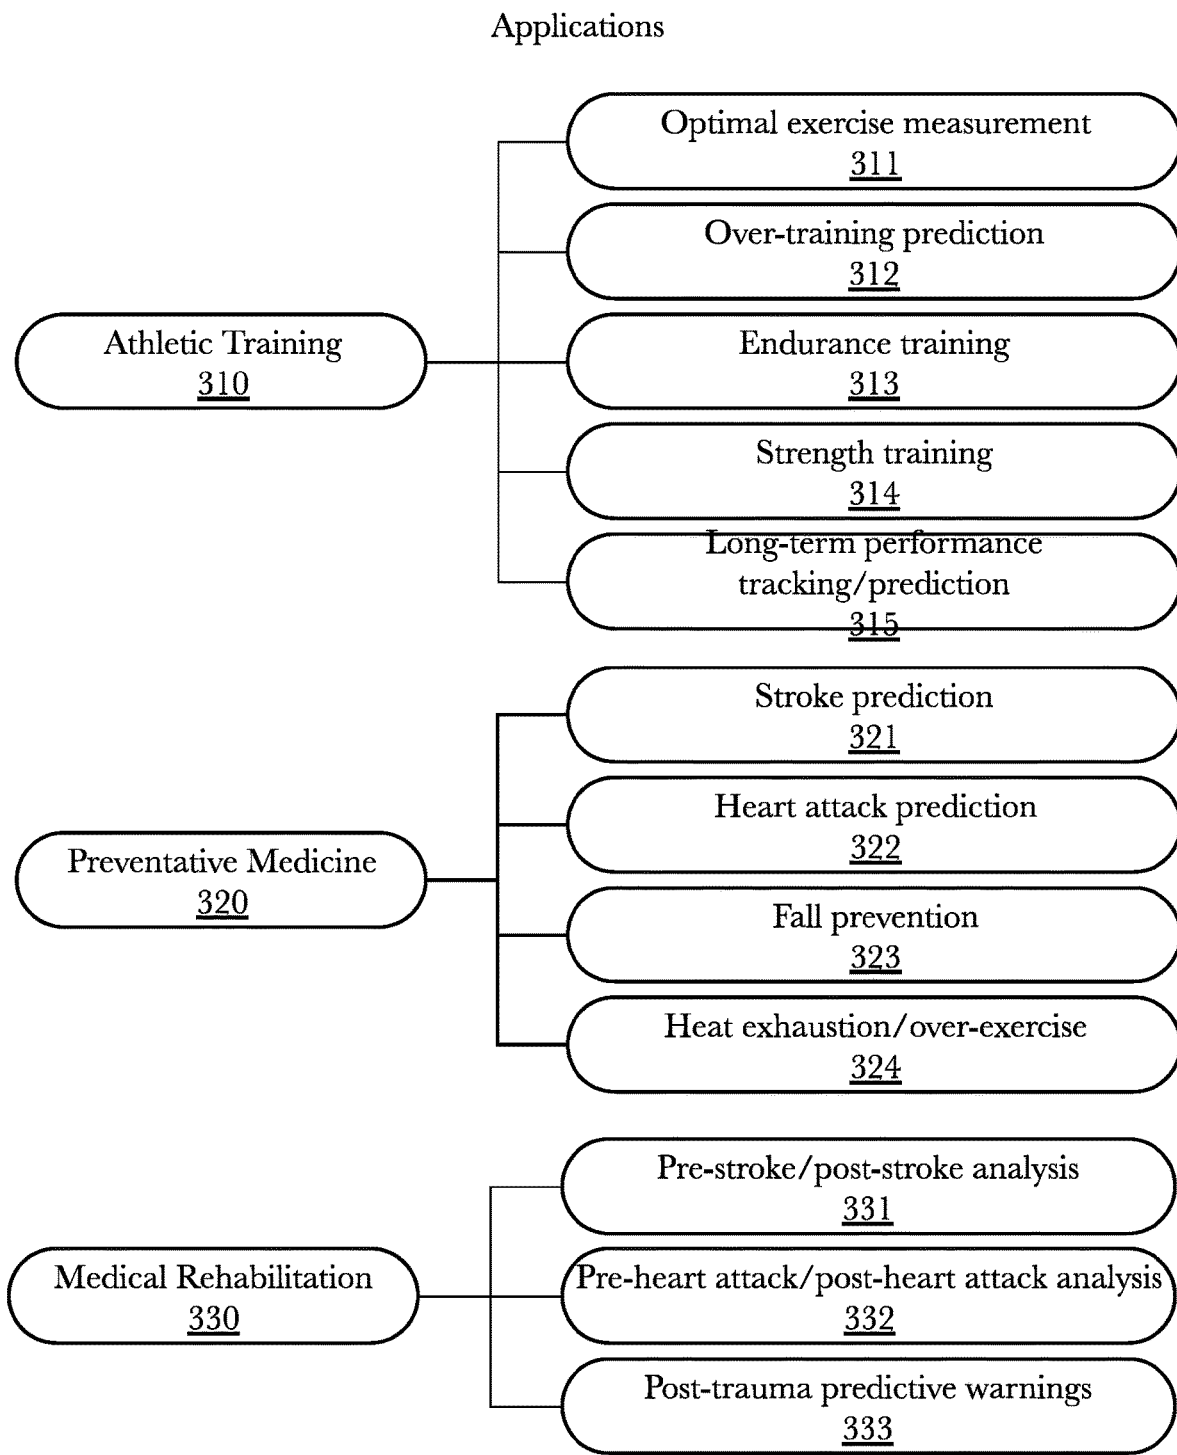 Applications
Optimal exercise measurement
311
Over-training prediction
312
Athletic Training
310
Endurance training
313
Strength training
314
Long-term performance
tracking/prediction
315
Stroke prediction
321
Heart attack prediction
322
Preventative Medicine
320
Fall prevention
323
Heat exhaustion/over-exercise
324
Pre-stroke/post-stroke analysis
331
Medical Rehabilitation
330
Pre-heart attack/post-heart attack analysis
332
Post-trauma predictive warnings
333